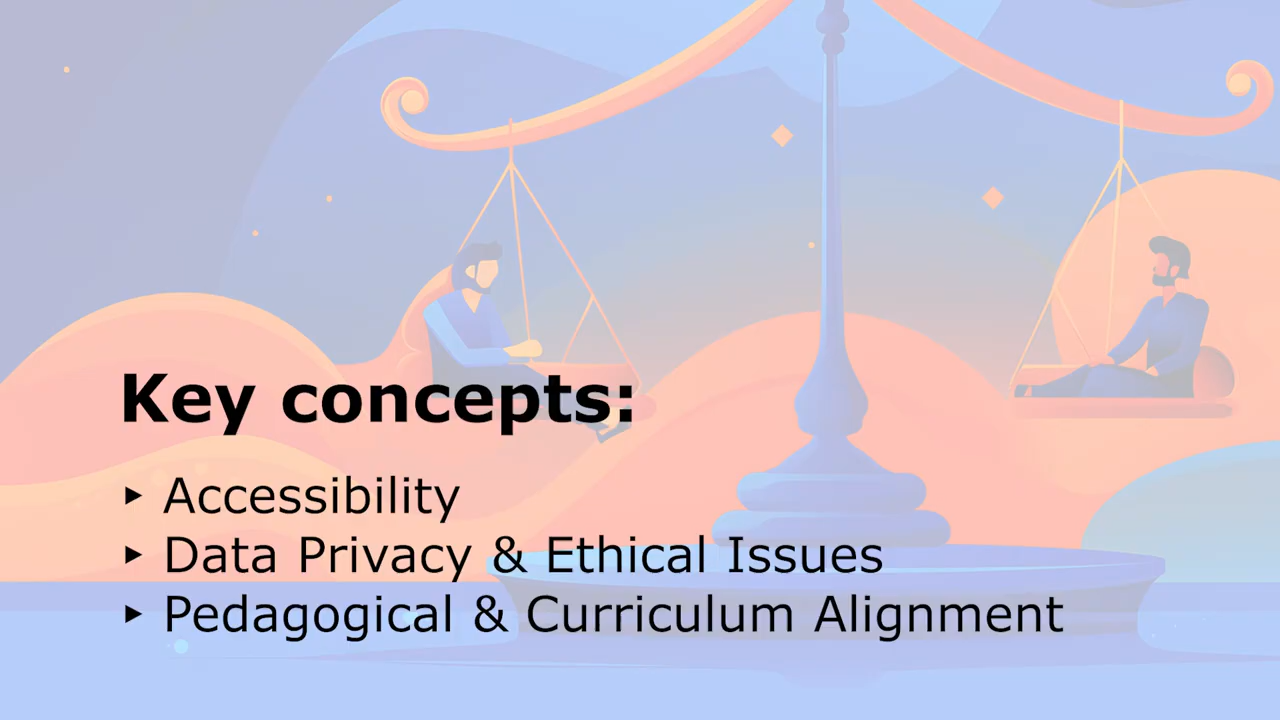 Key concepts:
‣ Accessibility
‣ Data Privacy & Ethical Issues
‣ Pedagogical & Curriculum Alignment